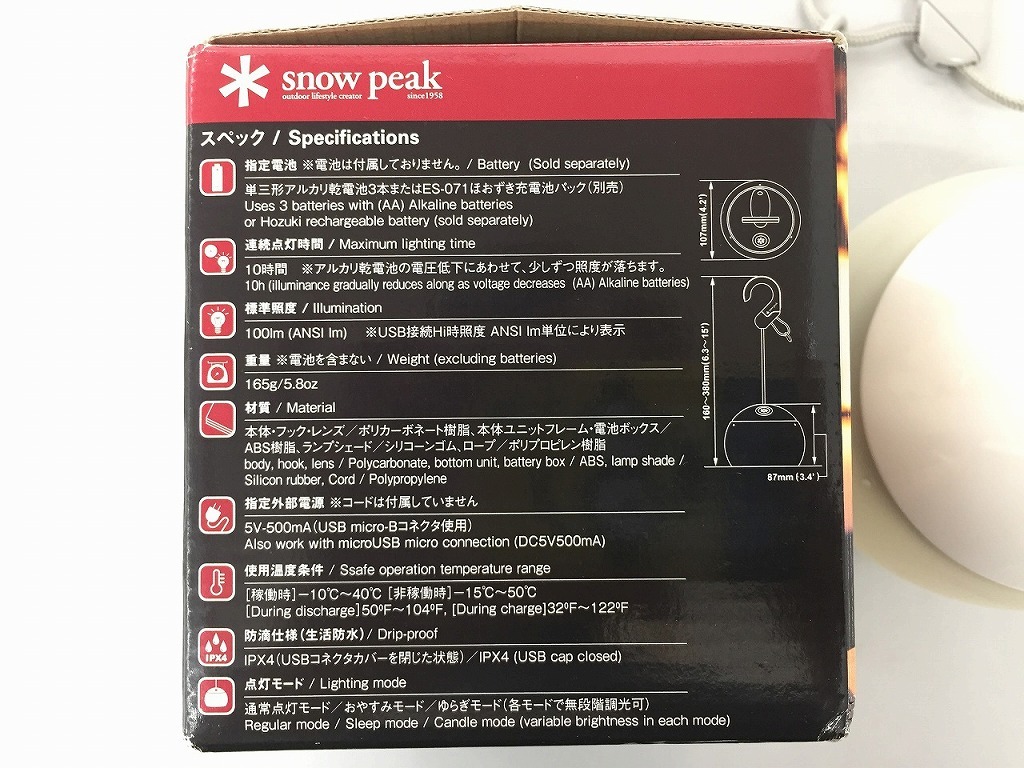 snow peak
outdoor lifestyle creator since1958
スペック / Specifications
指定電池 ※電池は付属しておりません。 / Battery (Sold separately)
単三形アルカリ乾電池3本またはES-071ほおずき充電池パック(別売)
Uses 3 batteries with (AA) Alkaline batteries
or Hozuki rechargeable battery (sold separately)
連続点灯時間 / Maximum lighting time
10時間 ※アルカリ乾電池の電圧低下にあわせて、少しずつ照度が落ちます。
10h (illuminance gradually reduces along as voltage decreases (AA) Alkaline batteries)
標準照度 / Illumination
100lm (ANSI lm) ※USB接続Hi時照度 ANSI lm単位により表示
重量 ※電池を含まない / Weight (excluding batteries)
165g/5.8oz
材質 / Material
本体・フック・レンズ/ポリカーボネート樹脂、本体ユニットフレーム・電池ボックス/
ABS樹脂、ランプシェード/シリコーンゴム、ロープ/ポリプロピレン樹脂
body, hook, lens / Polycarbonate, bottom unit, battery box / ABS, lamp shade /
Silicon rubber, Cord / Polypropylene
指定外部電源 ※コードは付属していません
5V-500mA(USB micro-Bコネクタ使用)
Also work with microUSB micro connection (DC5V500mA)
使用温度条件 / Ssafe operation temperature range
[稼働時]-10℃〜40℃ [非稼働時]-15℃〜50℃
[During discharge]50ºF〜104ºF, [During charge]32ºF〜122ºF
IPX4
防滴仕様(生活防水) / Drip-proof
IPX4(USBコネクタカバーを閉じた状態)/IPX4 (USB cap closed)
点灯モード / Lighting mode
通常点灯モード/おやすみモード/ゆらぎモード(各モードで無段階調光可)
Regular mode / Sleep mode / Candle mode (variable brightness in each mode)
107mm(4.2')
160〜380mm(6.3〜15')
87mm (3.4')